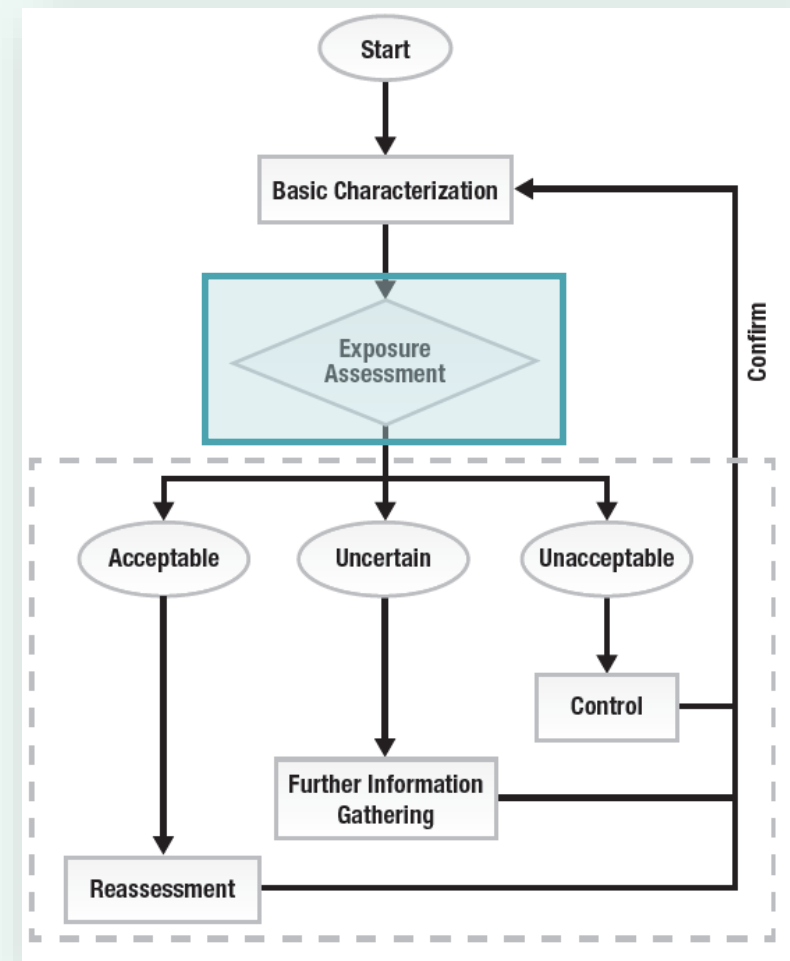 Start
Basic Characterization
Confirm
Exposure
Assessment
Acceptable
Uncertain
Unacceptable
Control
Further Information
Gathering
Reassessment